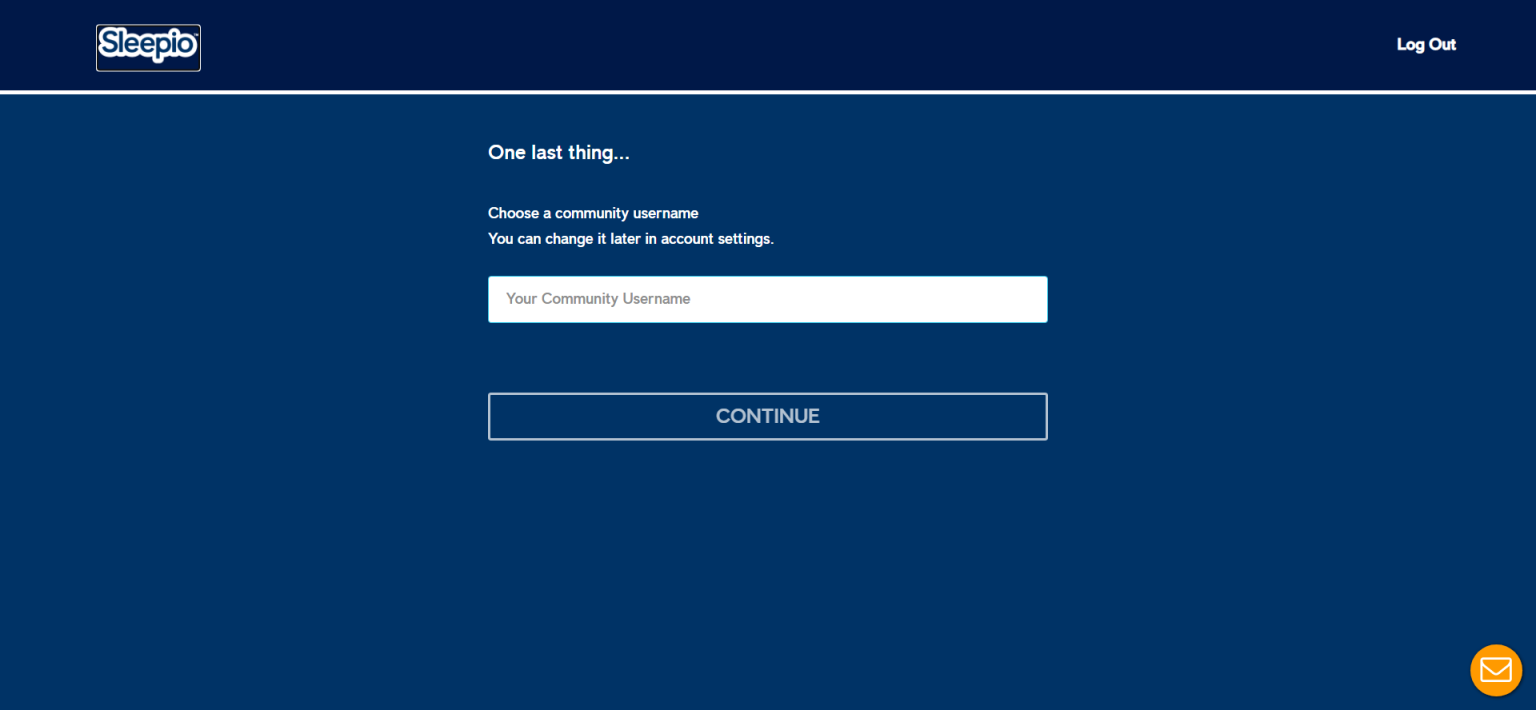 Sleepio™
Log Out
One last thing...
Choose a community username
You can change it later in account settings.
Your Community Username
CONTINUE